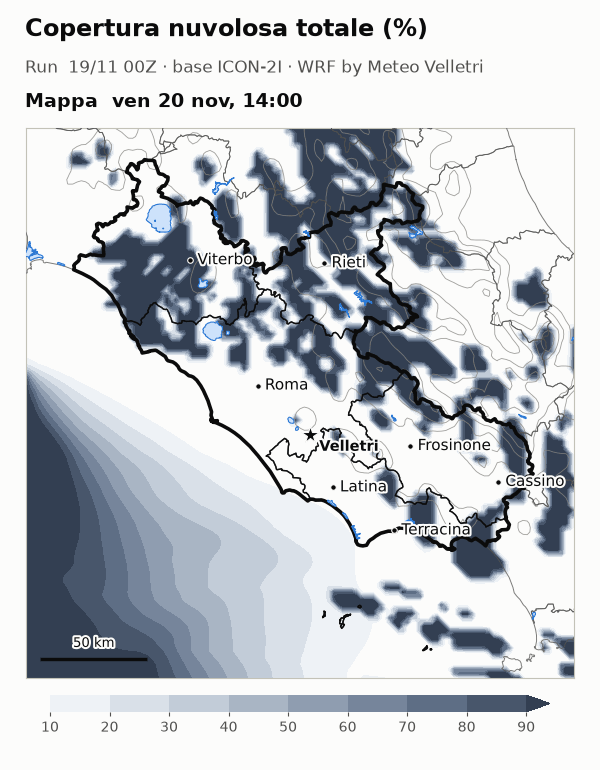 Copertura nuvolosa totale (%)
Run  19/11 00Z · base ICON-2I · WRF by Meteo Velletri
Mappa  ven 20 nov, 14:00
Viterbo
Rieti
Roma
Velletri
Frosinone
Cassino
Latina
Terracina
50 km
10 20 30 40 50 60 70 80 90